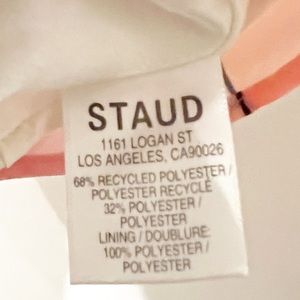 STAUD
1161 LOGAN ST
LOS ANGELES, CA90026
68% RECYCLED POLYESTER /
POLYESTER RECYCLÉ
32% POLYESTER /
POLYESTER
LINING / DOUBLURE:
100% POLYESTER /
POLYESTER